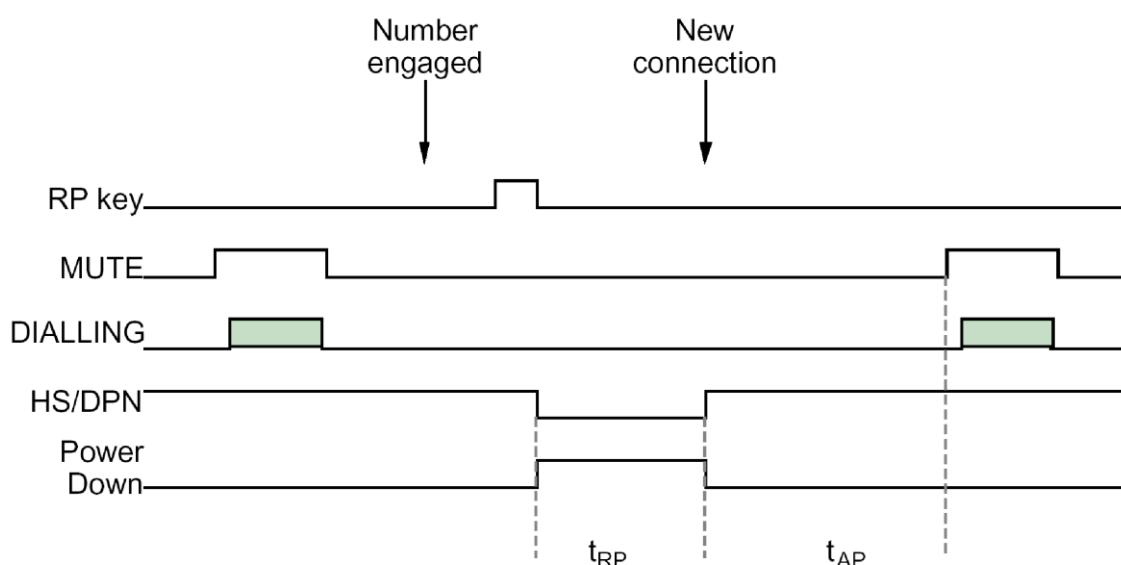 Number
engaged
New
connection
RP key
MUTE
DIALLING
HS/DPN
Power
Down
tRP
tAP